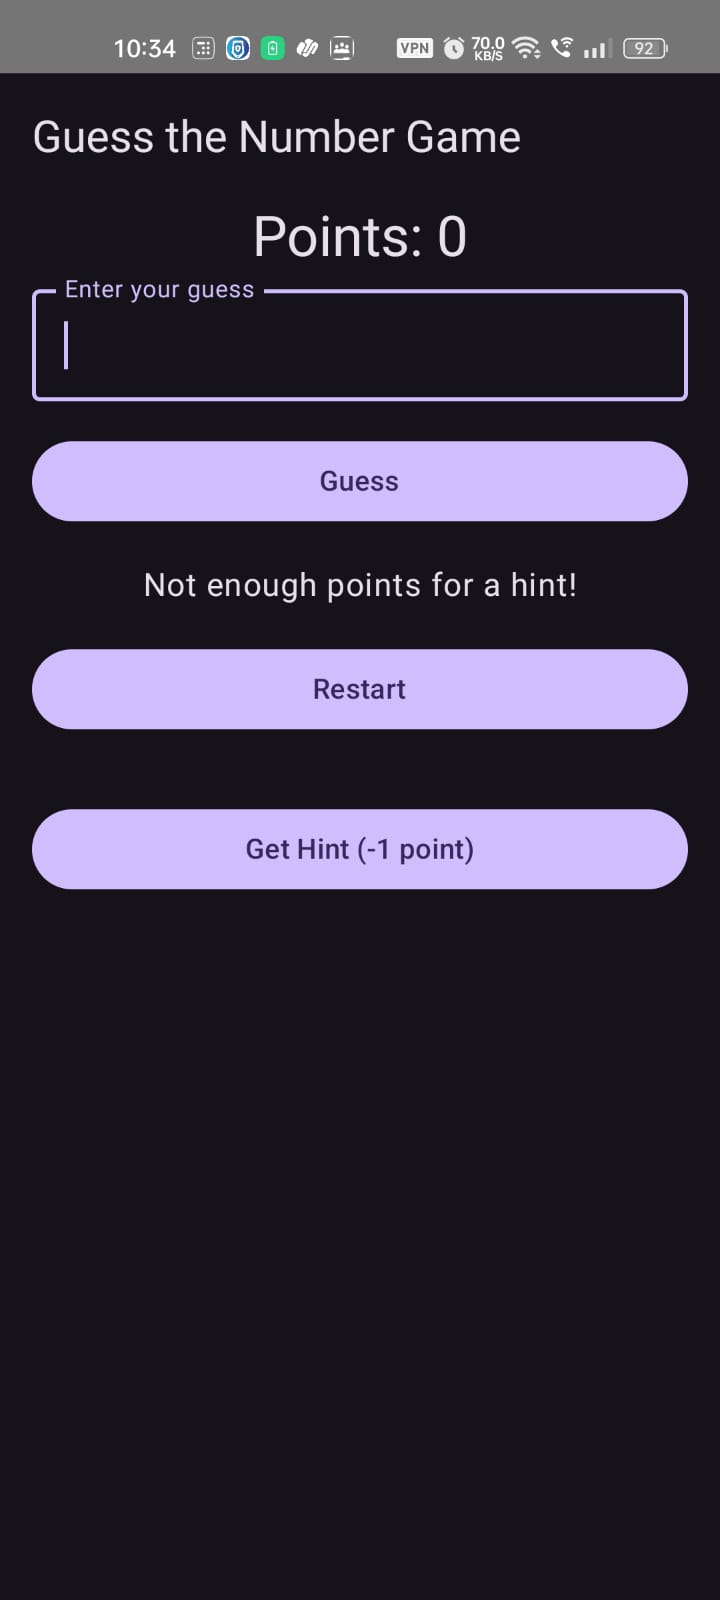 10:34 VPN 70.0 KB/S 92
Guess the Number Game
Points: 0
Enter your guess
Guess
Not enough points for a hint!
Restart
Get Hint (-1 point)